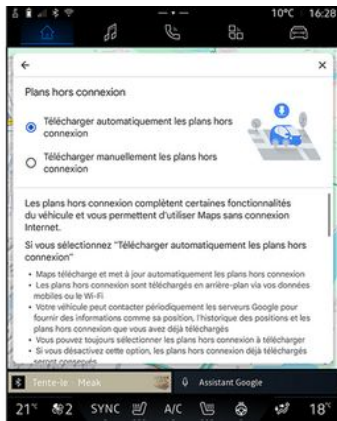 10°C 16:28
Plans hors connexion
Télécharger automatiquement les plans hors
connexion
Télécharger manuellement les plans hors
connexion
Les plans hors connexion complètent certaines fonctionnalités
du véhicule et vous permettent d'utiliser Maps sans connexion
Internet.
Si vous sélectionnez "Télécharger automatiquement les plans hors
connexion"
• Maps télécharge et met à jour automatiquement les plans hors connexion
• Les plans hors connexion sont téléchargés en arrière-plan via vos données
mobiles ou le Wi-Fi
• Votre véhicule peut contacter périodiquement les serveurs Google pour
fournir des informations comme sa position, l'historique des positions et les
plans hors connexion que vous avez déjà téléchargés
• Vous pouvez toujours sélectionner les plans hors connexion à télécharger
• Si vous désactivez cette option, les plans hors connexion déjà téléchargés
seront conservés
Tente-le Meak
Assistant Google
21°C 2 SYNC A/C 18°C